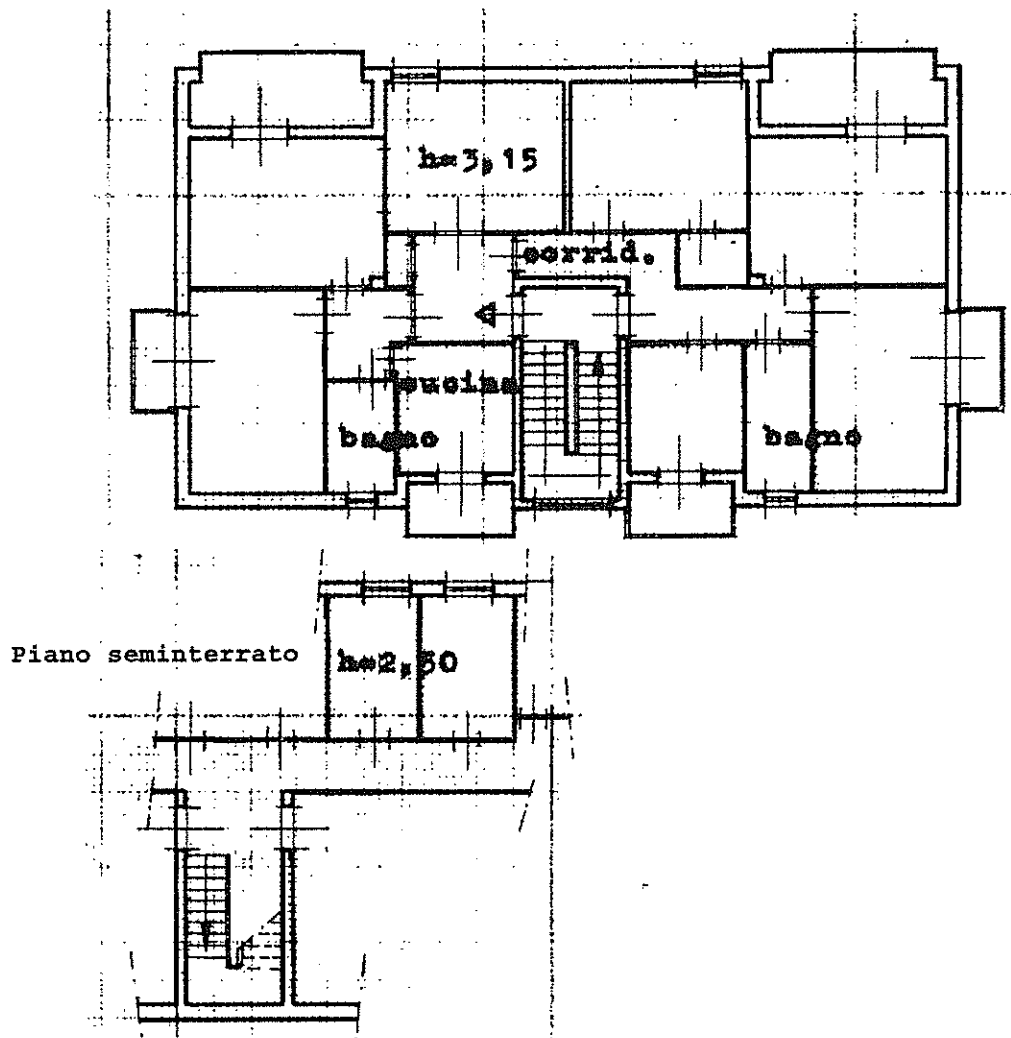 h=3,15
corrid.
cucina
bagno
bagno
Piano seminterrato
h=2,50